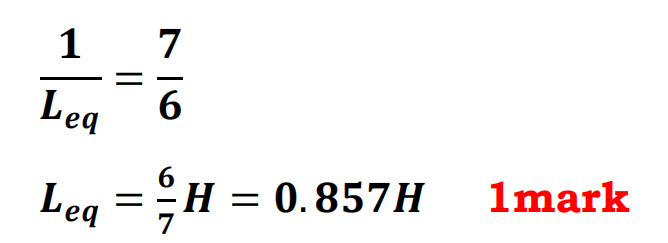 1/L_eq = 7/6
L_eq = 6/7 H = 0.857H 1mark